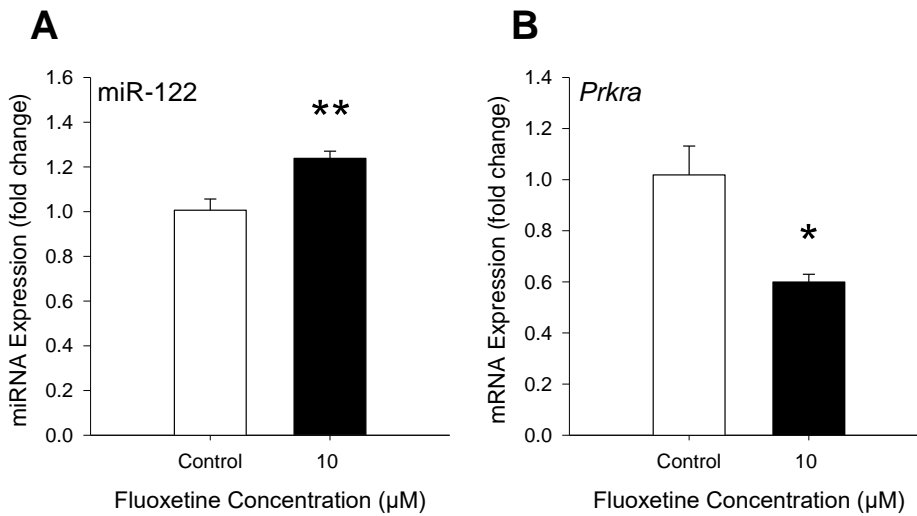 A
miRNA Expression (fold change)
1.6
1.4
1.2
1.0
0.8
0.6
0.4
0.2
0.0
miR-122
**
Control
10
Fluoxetine Concentration (µM)
B
mRNA Expression (fold change)
1.4
1.2
1.0
0.8
0.6
0.4
0.2
0.0
Prkra
*
Control
10
Fluoxetine Concentration (µM)